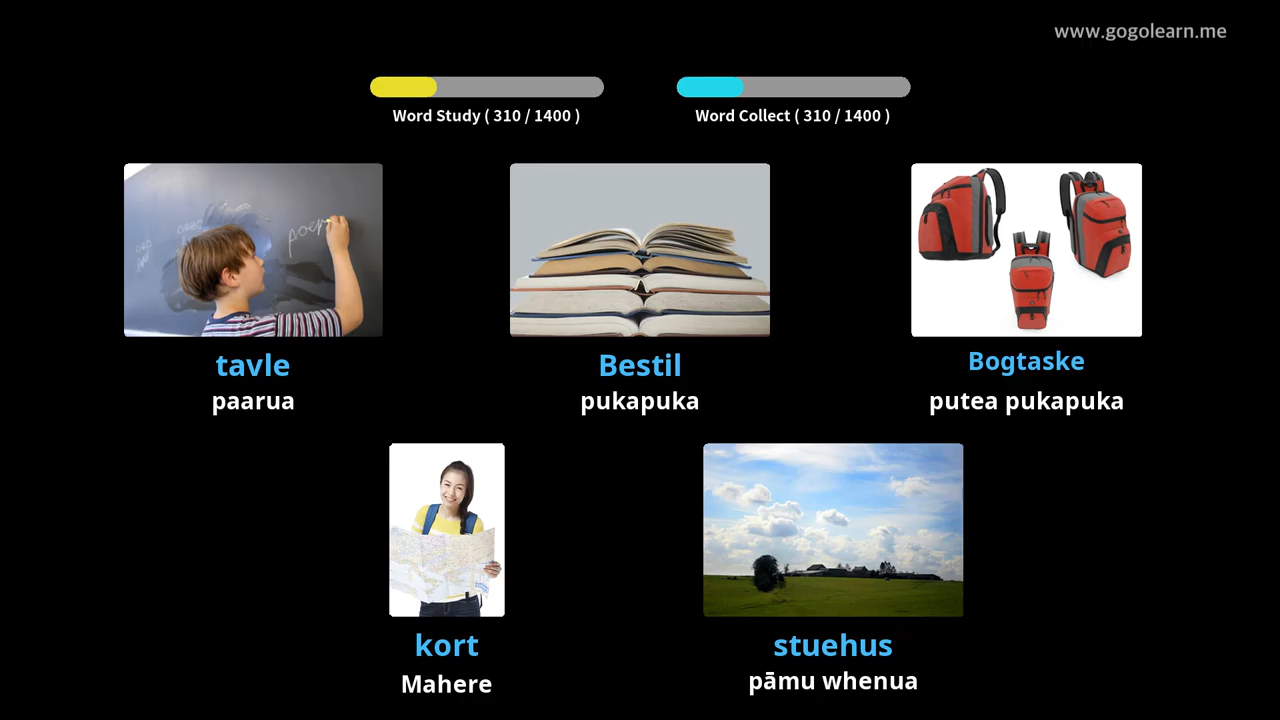 www.gogolearn.me
Word Study ( 310 / 1400 )
Word Collect ( 310 / 1400 )
tavle
paarua
Bestil
pukapuka
Bogtaske
putea pukapuka
kort
Mahere
stuehus
pāmu whenua